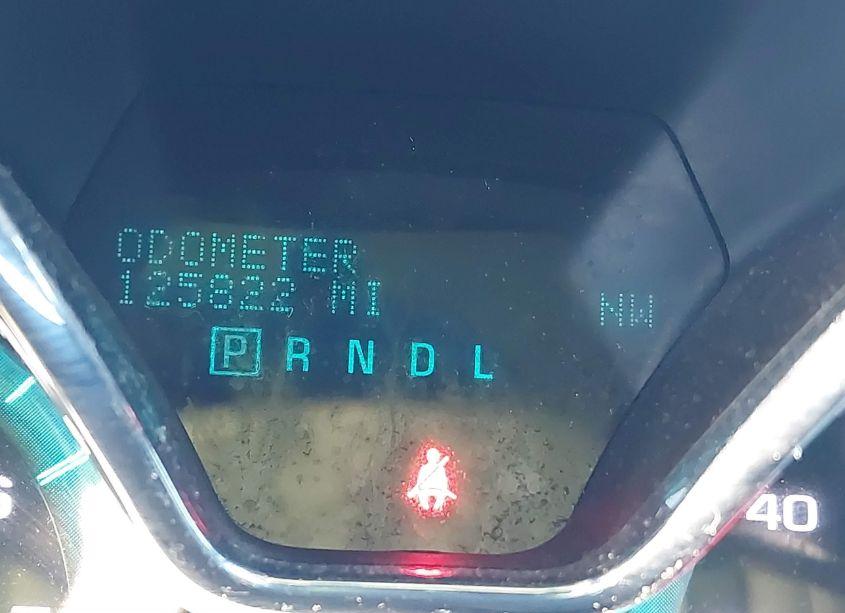 ODOMETER
125822 MI NW
P R N D L
40